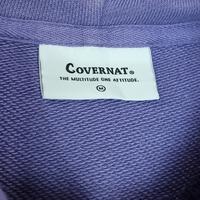 COVERNAT®
THE MULTITUDE ONE ATTITUDE.
M